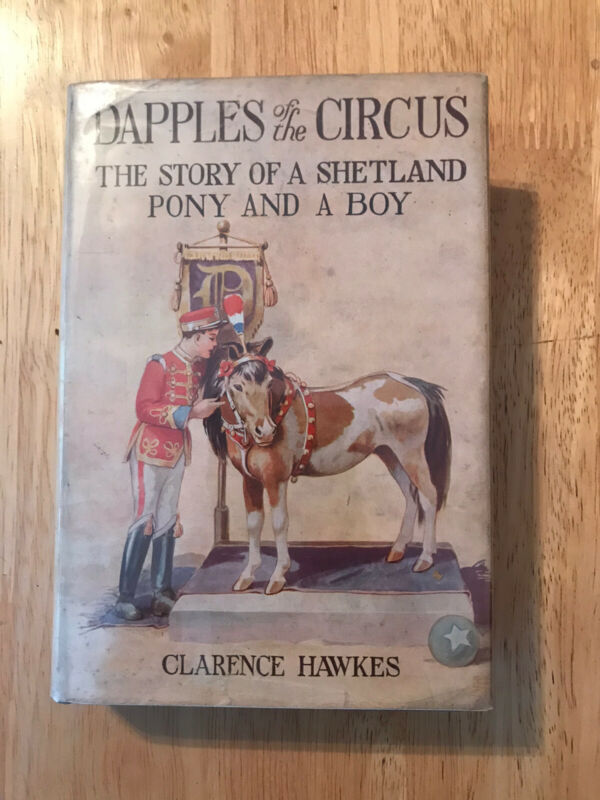 DAPPLES of the CIRCUS
THE STORY OF A SHETLAND
PONY AND A BOY
D
CLARENCE HAWKES